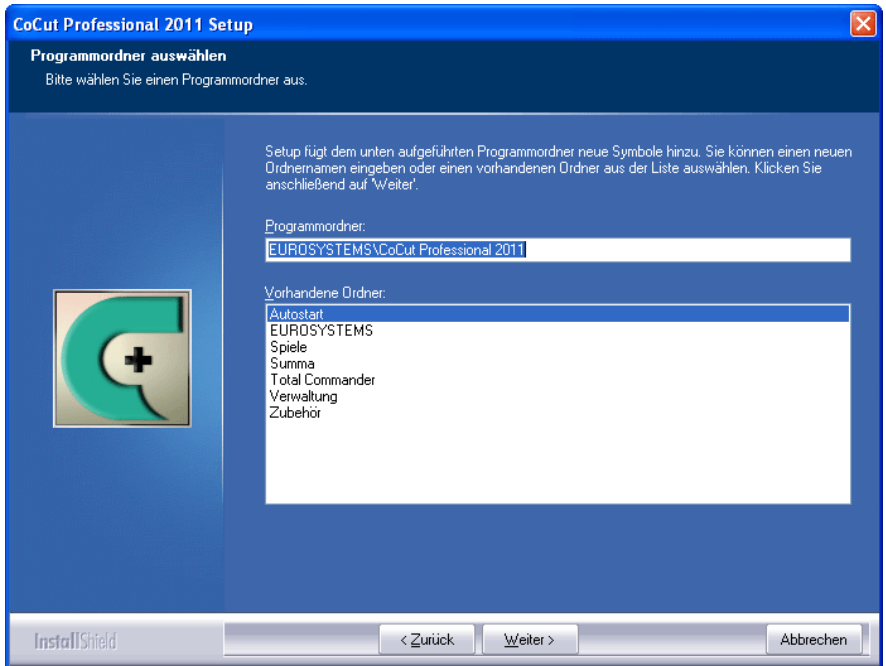 CoCut Professional 2011 Setup
Programmordner auswählen
Bitte wählen Sie einen Programmordner aus.
Setup fügt dem unten aufgeführten Programmordner neue Symbole hinzu. Sie können einen neuen
Ordnernamen eingeben oder einen vorhandenen Ordner aus der Liste auswählen. Klicken Sie
anschließend auf 'Weiter'.
Programmordner:
EUROSYSTEMS\CoCut Professional 2011
Vorhandene Ordner:
Autostart
EUROSYSTEMS
Spiele
Summa
Total Commander
Verwaltung
Zubehör
InstallShield
< Zurück
Weiter >
Abbrechen